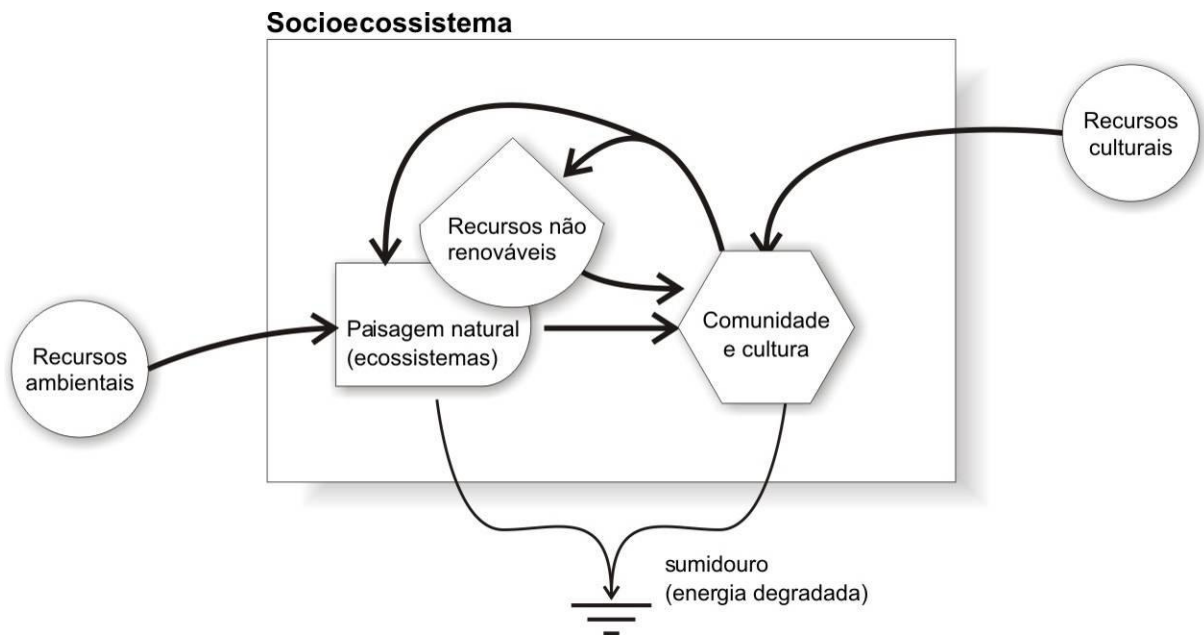 Socioecossistema
Recursos
culturais
Recursos não
renováveis
Paisagem natural
(ecossistemas)
Comunidade
e cultura
Recursos
ambientais
sumidouro
(energia degradada)